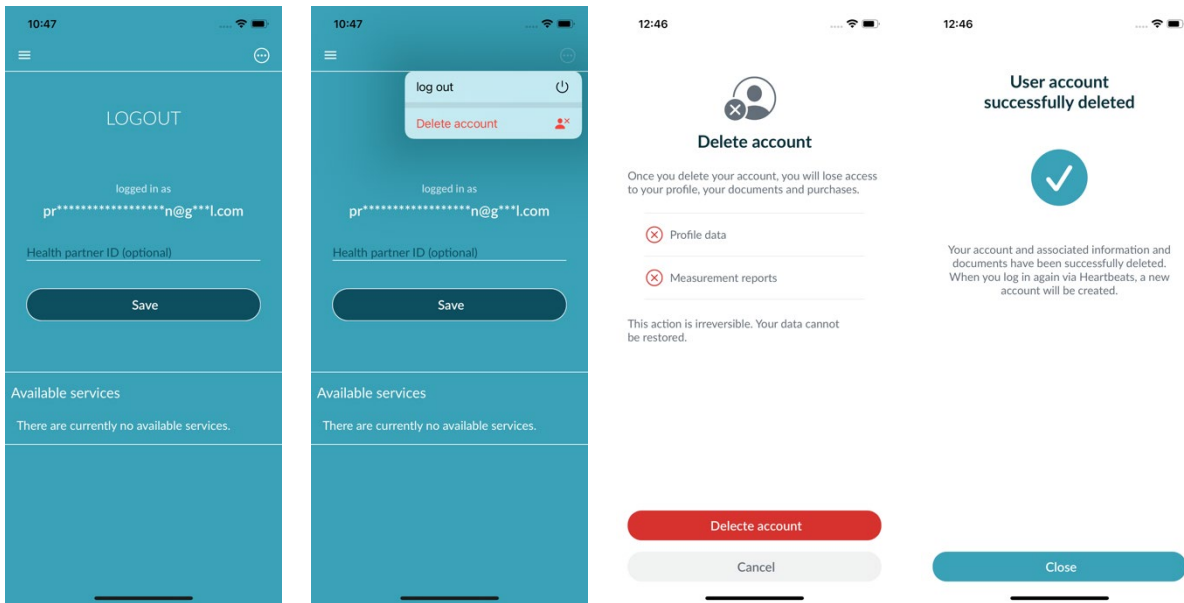 10:47
LOGOUT
logged in as
pr******************n@g***l.com
Health partner ID (optional)
Save
Available services
There are currently no available services.
10:47
log out
Delete account
logged in as
pr******************n@g***l.com
Health partner ID (optional)
Save
Available services
There are currently no available services.
12:46
Delete account
Once you delete your account, you will lose access
to your profile, your documents and purchases.
Profile data
Measurement reports
This action is irreversible. Your data cannot
be restored.
Delecte account
Cancel
12:46
User account
successfully deleted
Your account and associated information and
documents have been successfully deleted.
When you log in again via Heartbeats, a new
account will be created.
Close